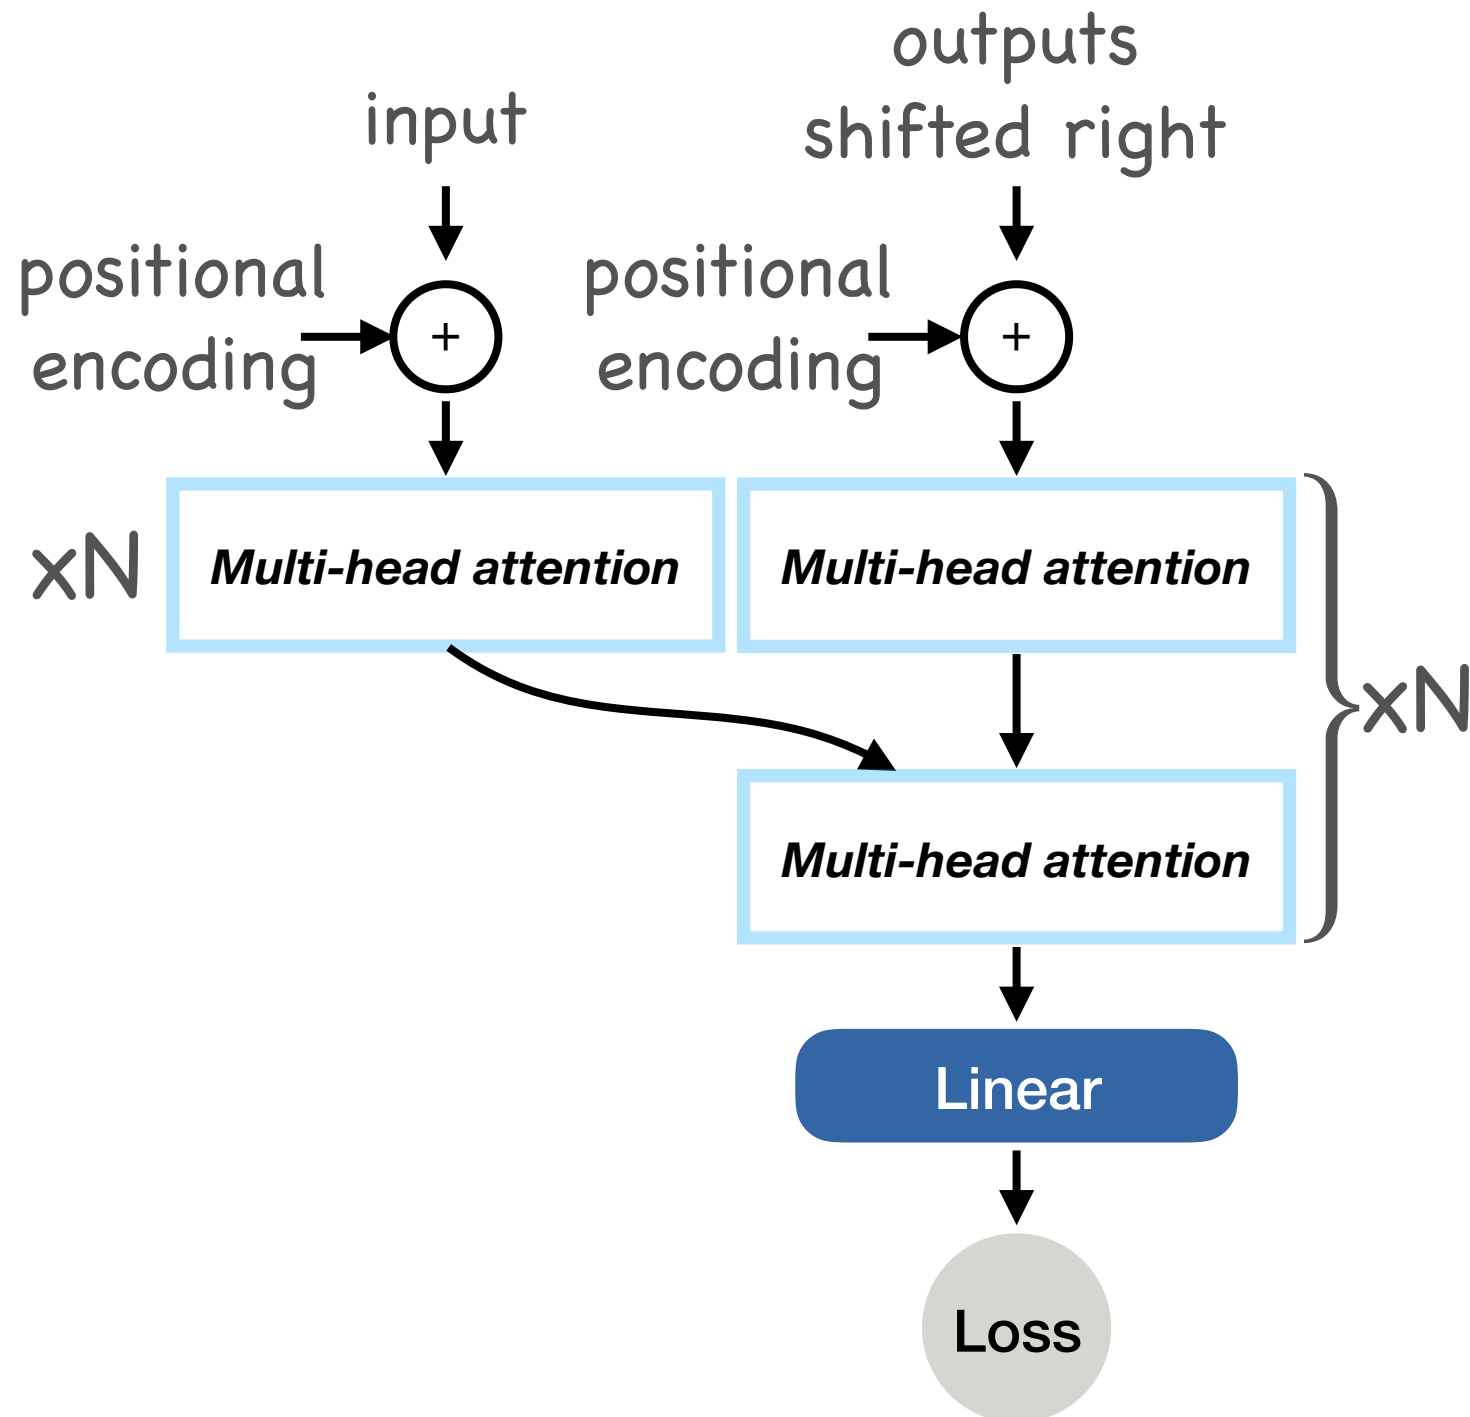 input
outputs
shifted right
positional
encoding
+
positional
encoding
+
xN
Multi-head attention
Multi-head attention
xN
Multi-head attention
Linear
Loss